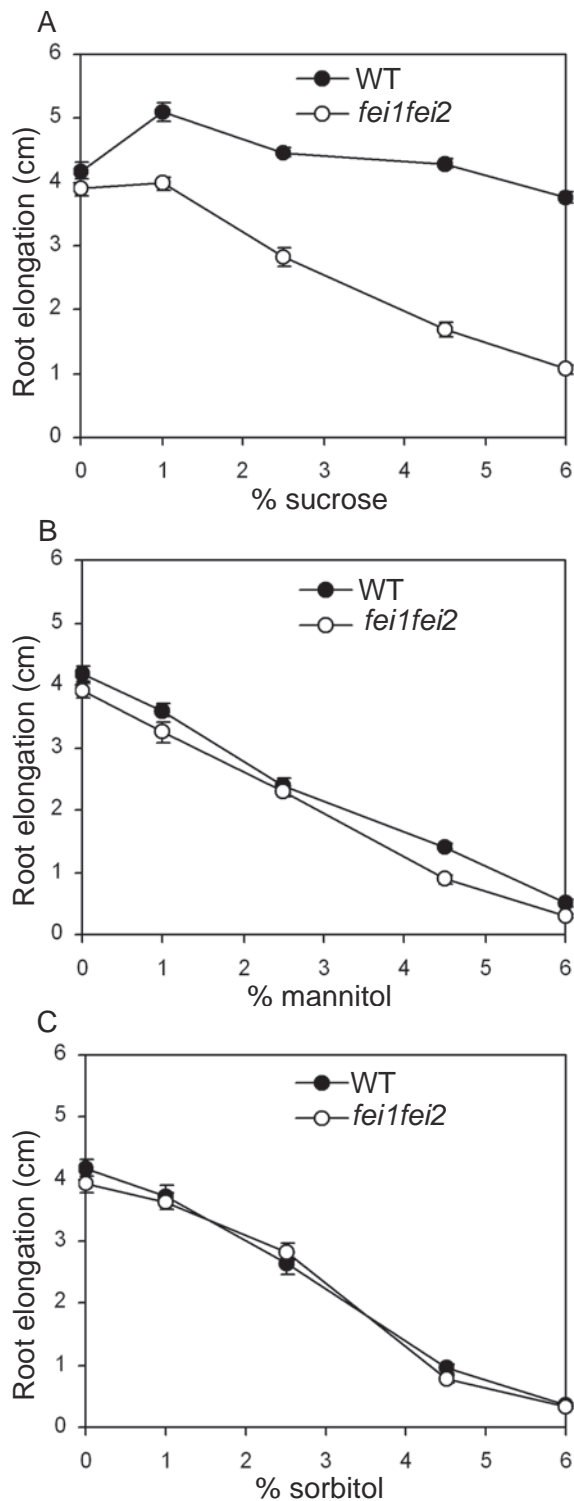 A
6
WT
fei1fei2
5
4
3
2
1
0
Root elongation (cm)
0 1 2 3 4 5 6
% sucrose
B
6
WT
fei1fei2
5
4
3
2
1
0
Root elongation (cm)
0 1 2 3 4 5 6
% mannitol
C
6
WT
fei1fei2
5
4
3
2
1
0
Root elongation (cm)
0 1 2 3 4 5 6
% sorbitol